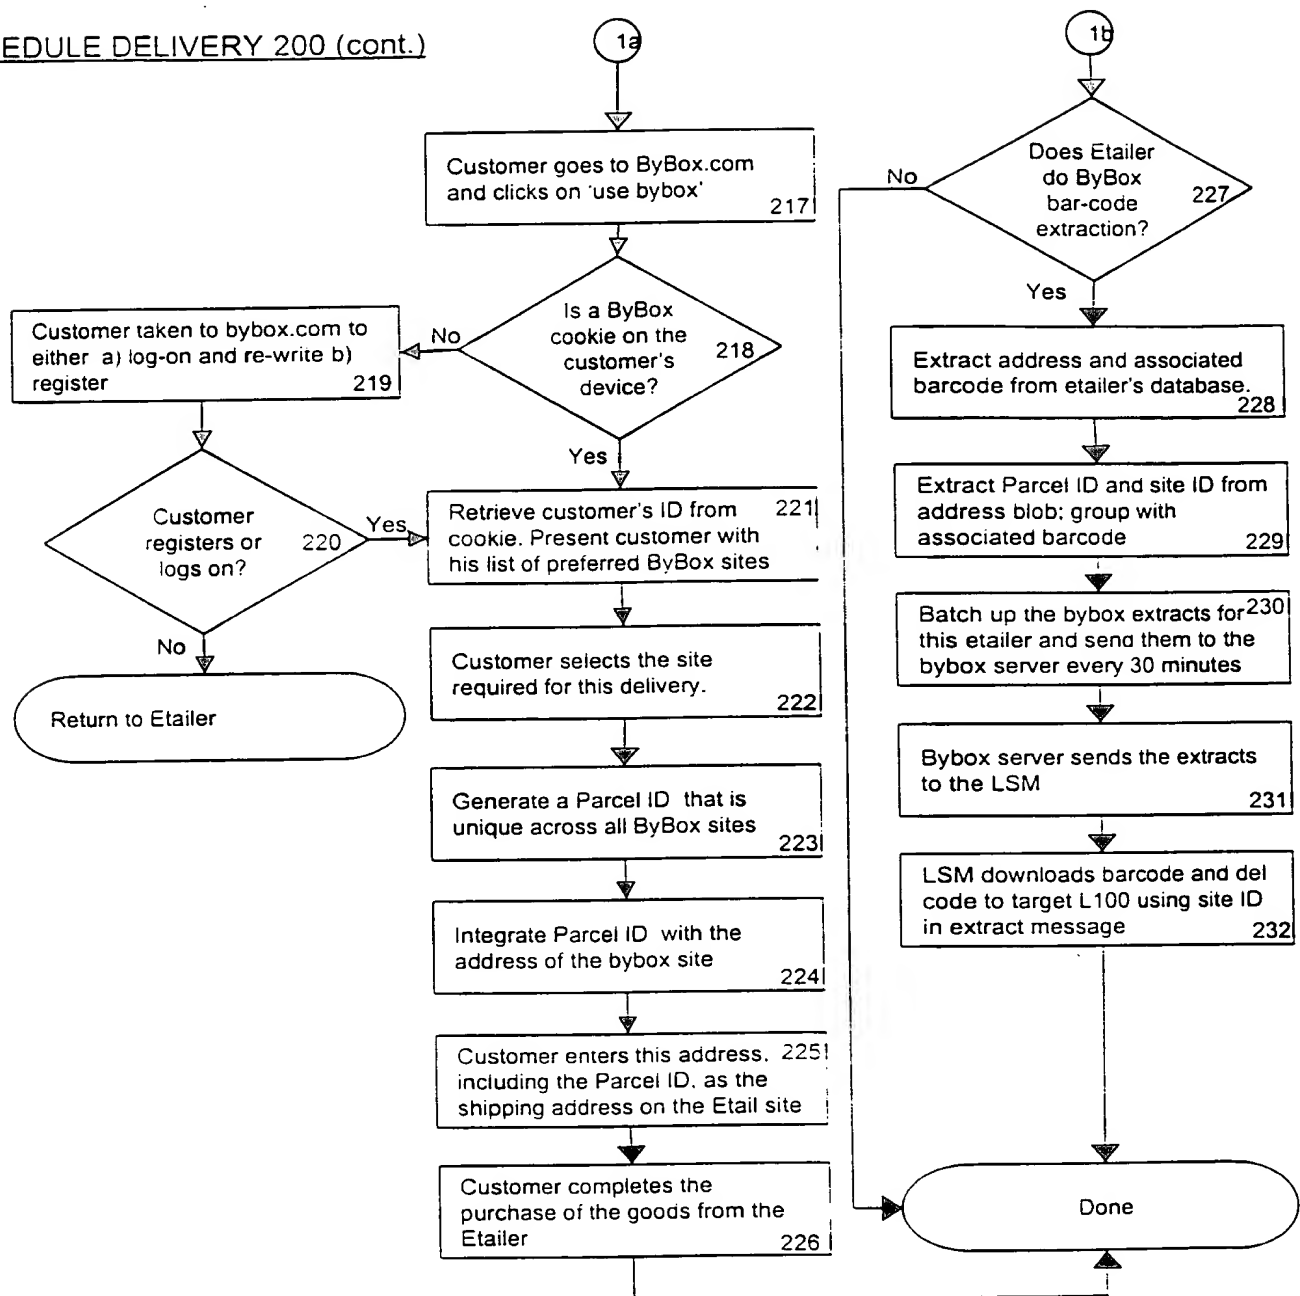 EDULE DELIVERY 200 (cont.)
1a
Customer goes to ByBox.com
and clicks on 'use bybox'
217
Is a ByBox
cookie on the
customer's
device?
218
No
Yes
Customer taken to bybox.com to
either a) log-on and re-write b)
register
219
Customer
registers or
logs on?
220
Yes
No
Return to Etailer
Retrieve customer's ID from 221
cookie. Present customer with
his list of preferred ByBox sites
Customer selects the site
required for this delivery.
222
Generate a Parcel ID that is
unique across all ByBox sites
223
Integrate Parcel ID with the
address of the bybox site
224
Customer enters this address, 225
including the Parcel ID, as the
shipping address on the Etail site
Customer completes the
purchase of the goods from the
Etailer
226
1b
Does Etailer
do ByBox
bar-code
extraction?
227
No
Yes
Extract address and associated
barcode from etailer's database.
228
Extract Parcel ID and site ID from
address blob; group with
associated barcode
229
Batch up the bybox extracts for 230
this etailer and send them to the
bybox server every 30 minutes
Bybox server sends the extracts
to the LSM
231
LSM downloads barcode and del
code to target L100 using site ID
in extract message
232
Done